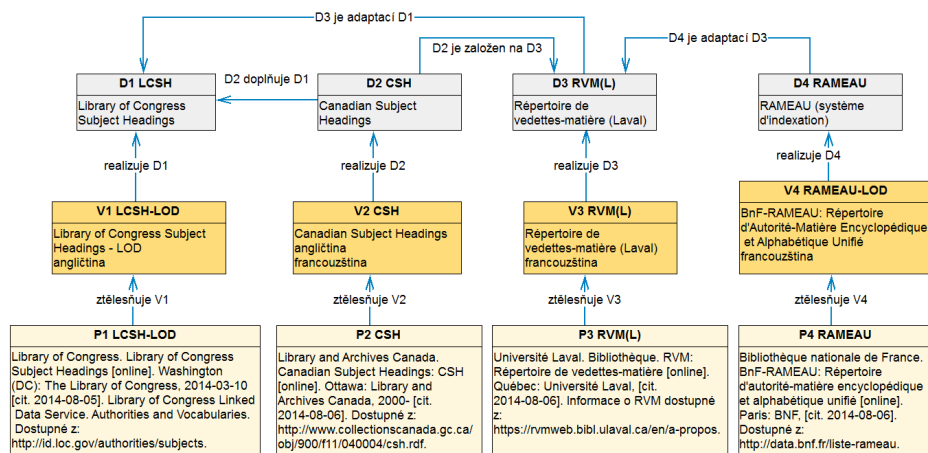 D3 je adaptací D1
D2 je založen na D3
D4 je adaptací D3
D1 LCSH
Library of Congress
Subject Headings
D2 doplňuje D1
D2 CSH
Canadian Subject
Headings
D3 RVM(L)
Répertoire de
vedettes-matière (Laval)
D4 RAMEAU
RAMEAU (système
d'indexation)
realizuje D1
realizuje D2
realizuje D3
realizuje D4
V1 LCSH-LOD
Library of Congress Subject
Headings - LOD
angličtina
V2 CSH
Canadian Subject Headings
angličtina
francouzština
V3 RVM(L)
Répertoire de
vedettes-matière (Laval)
francouzština
V4 RAMEAU-LOD
BnF-RAMEAU: Répertoire
d'Autorité-Matière Encyclopédique
et Alphabétique Unifié
francouzština
ztělesňuje V1
ztělesňuje V2
ztělesňuje V3
ztělesňuje V4
P1 LCSH-LOD
Library of Congress. Library of Congress
Subject Headings [online]. Washington
(DC): The Library of Congress, 2014-03-10
[cit. 2014-08-05]. Library of Congress Linked
Data Service. Authorities and Vocabularies.
Dostupné z:
http://id.loc.gov/authorities/subjects.
P2 CSH
Library and Archives Canada.
Canadian Subject Headings: CSH
[online]. Ottawa: Library and
Archives Canada, 2000- [cit.
2014-08-06]. Dostupné z:
http://www.collectionscanada.gc.ca/
obj/900/f11/040004/csh.rdf.
P3 RVM(L)
Université Laval. Bibliothèque. RVM:
Répertoire de vedettes-matière [online].
Québec: Université Laval, [cit.
2014-08-06]. Informace o RVM dostupné
z:
https://rvmweb.bibl.ulaval.ca/en/a-propos.
P4 RAMEAU
Bibliothèque nationale de France.
BnF-RAMEAU: Répertoire
d'autorité-matière encyclopédique
et alphabétique unifié [online].
Paris: BNF, [cit. 2014-08-06].
Dostupné z:
http://data.bnf.fr/liste-rameau.